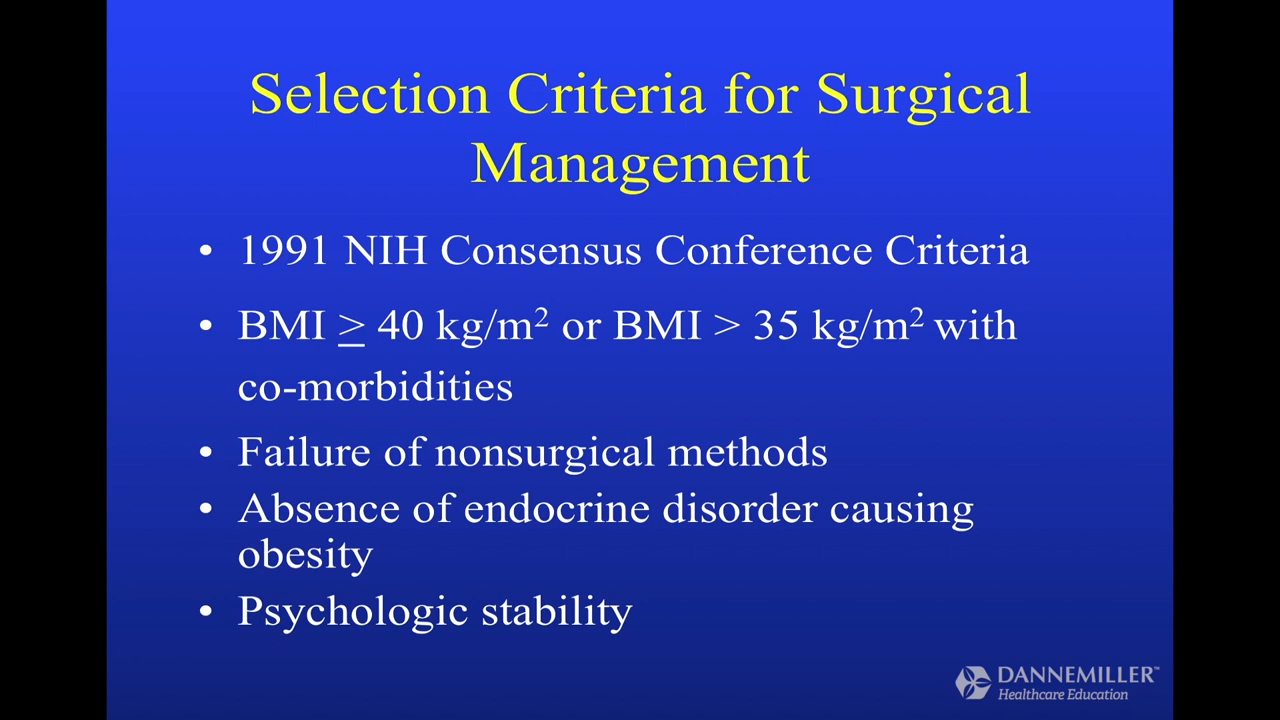 Selection Criteria for Surgical
Management
• 1991 NIH Consensus Conference Criteria
• BMI ≥ 40 kg/m² or BMI > 35 kg/m² with
co-morbidities
• Failure of nonsurgical methods
• Absence of endocrine disorder causing
obesity
• Psychologic stability
DANNEMILLER™
Healthcare Education